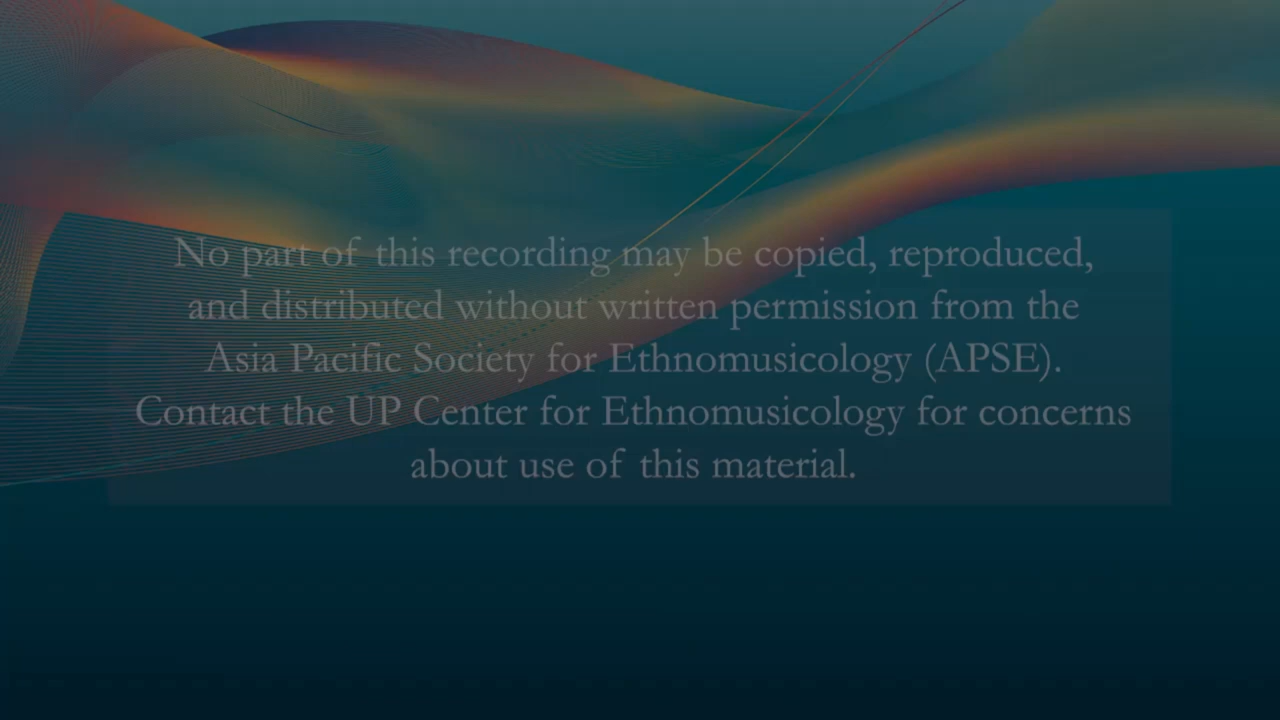 No part of this recording may be copied, reproduced,
and distributed without written permission from the
Asia Pacific Society for Ethnomusicology (APSE).
Contact the UP Center for Ethnomusicology for concerns
about use of this material.